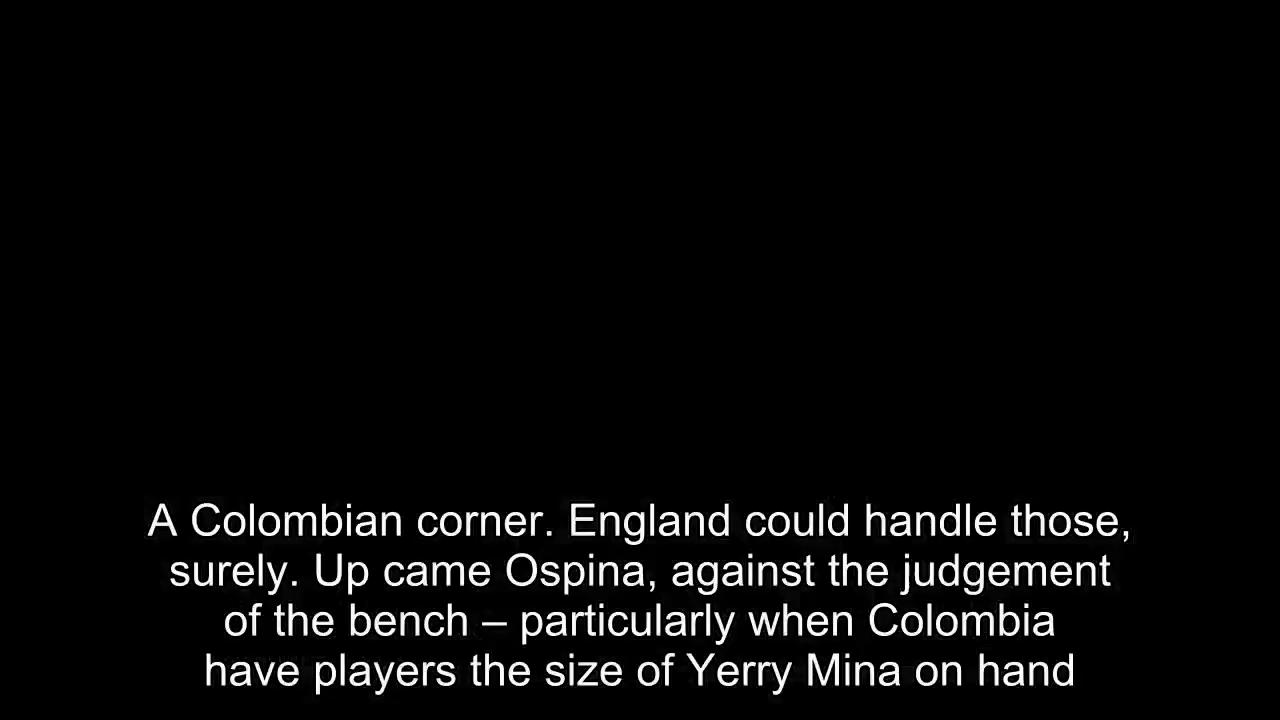 A Colombian corner. England could handle those,
surely. Up came Ospina, against the judgement
of the bench – particularly when Colombia
have players the size of Yerry Mina on hand